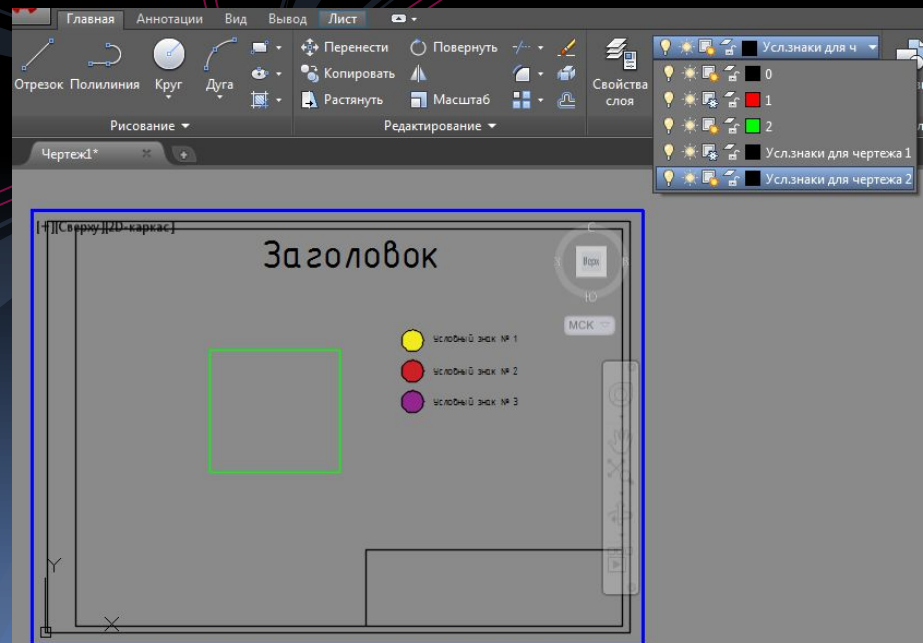 Главная Аннотации Вид Вывод Лист
Отрезок Полилиния Круг Дуга
Перенести Повернуть
Копировать
Растянуть Масштаб
Свойства слоя
Рисование Редактирование
Усл.знаки для ч
0
1
2
Усл.знаки для чертежа 1
Усл.знаки для чертежа 2
Чертеж1*
[+][Сверху][2D-каркас]
Заголовок
С
З Верх В
Ю
МСК
Условный знак № 1
Условный знак № 2
Условный знак № 3
Y
X